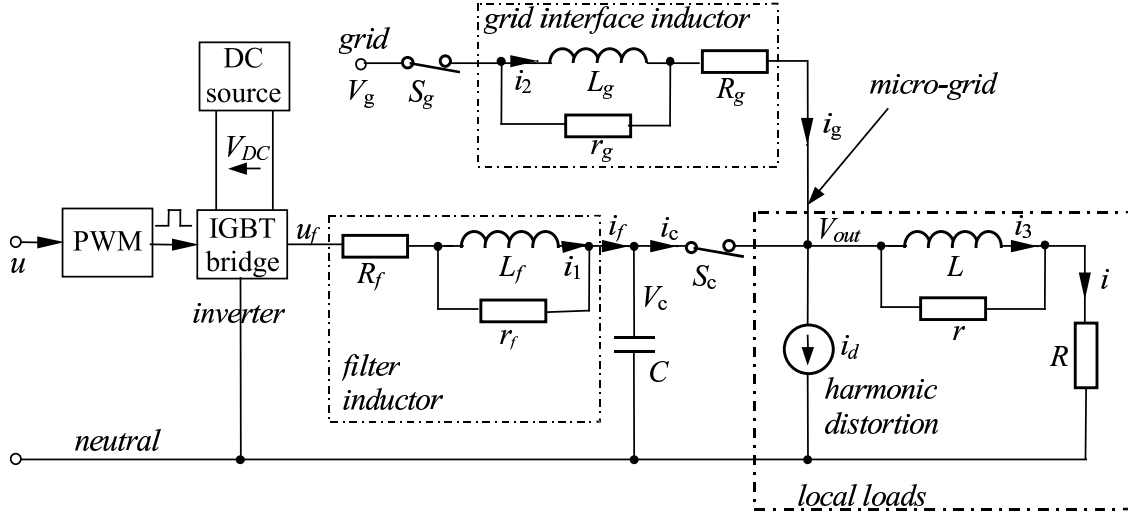 grid interface inductor
grid
V_g
S_g
i_2
L_g
R_g
r_g
i_g
micro-grid
DC
source
V_DC
PWM
u
IGBT
bridge
inverter
u_f
R_f
L_f
i_1
r_f
i_f
i_c
S_c
V_c
C
filter
inductor
V_out
L
i_3
r
i
R
i_d
harmonic
distortion
neutral
local loads